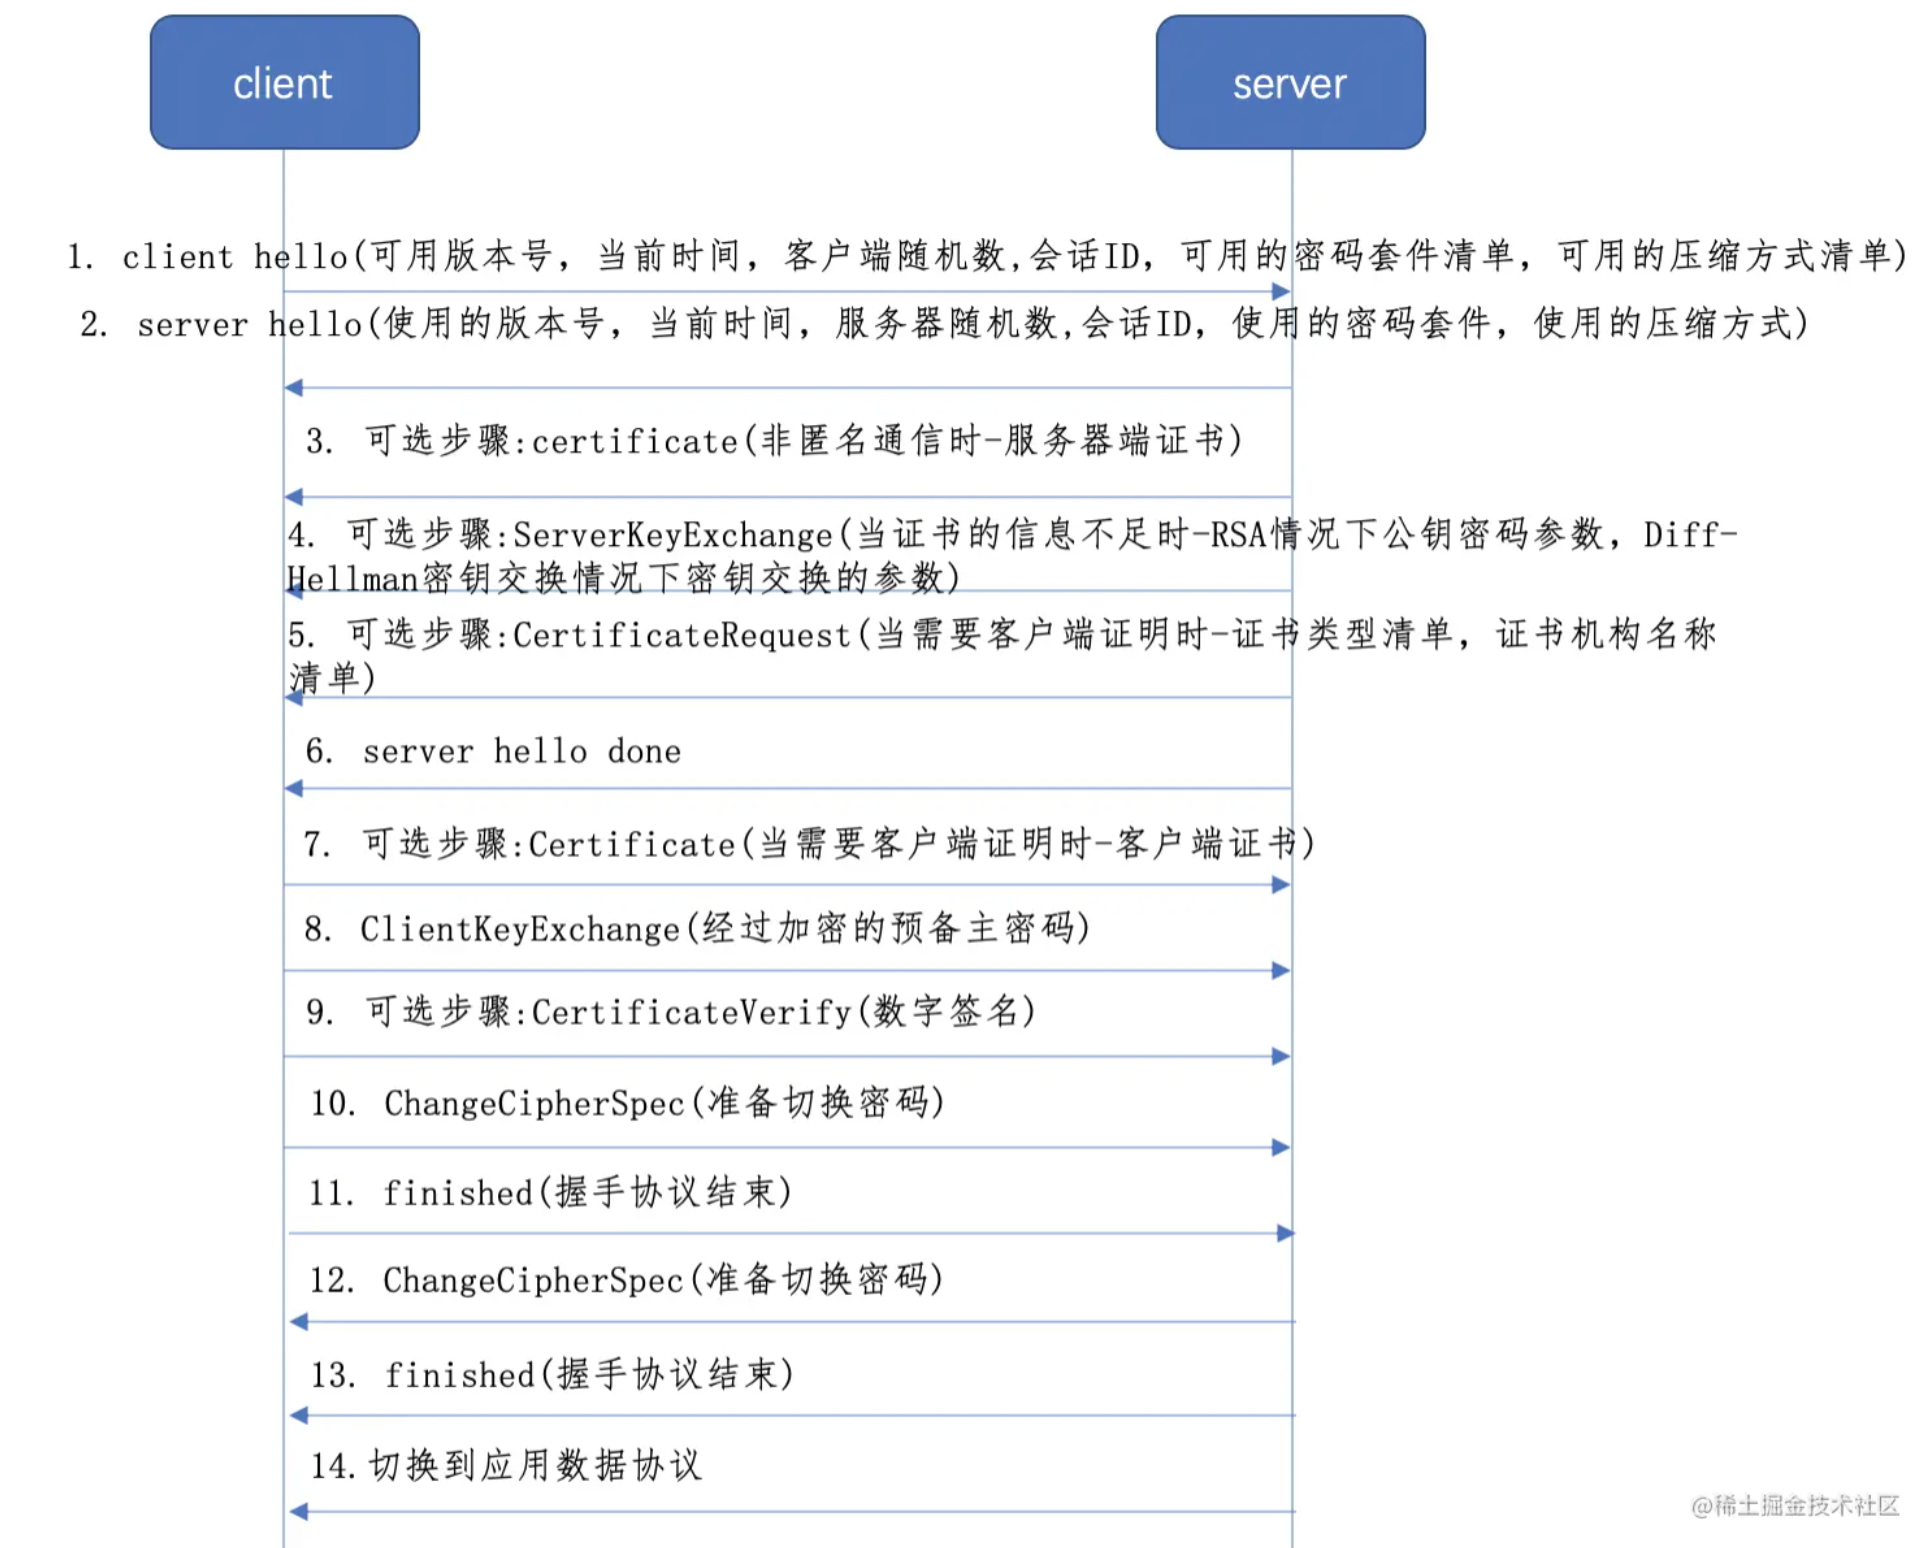 client
server
1. client hello(可用版本号，当前时间，客户端随机数,会话ID，可用的密码套件清单，可用的压缩方式清单)
2. server hello(使用的版本号，当前时间，服务器随机数,会话ID，使用的密码套件，使用的压缩方式)
3. 可选步骤:certificate(非匿名通信时-服务器端证书)
4. 可选步骤:ServerKeyExchange(当证书的信息不足时-RSA情况下公钥密码参数，Diff-
Hellman密钥交换情况下密钥交换的参数)
5. 可选步骤:CertificateRequest(当需要客户端证明时-证书类型清单，证书机构名称
清单)
6. server hello done
7. 可选步骤:Certificate(当需要客户端证明时-客户端证书)
8. ClientKeyExchange(经过加密的预备主密码)
9. 可选步骤:CertificateVerify(数字签名)
10. ChangeCipherSpec(准备切换密码)
11. finished(握手协议结束)
12. ChangeCipherSpec(准备切换密码)
13. finished(握手协议结束)
14.切换到应用数据协议
@稀土掘金技术社区